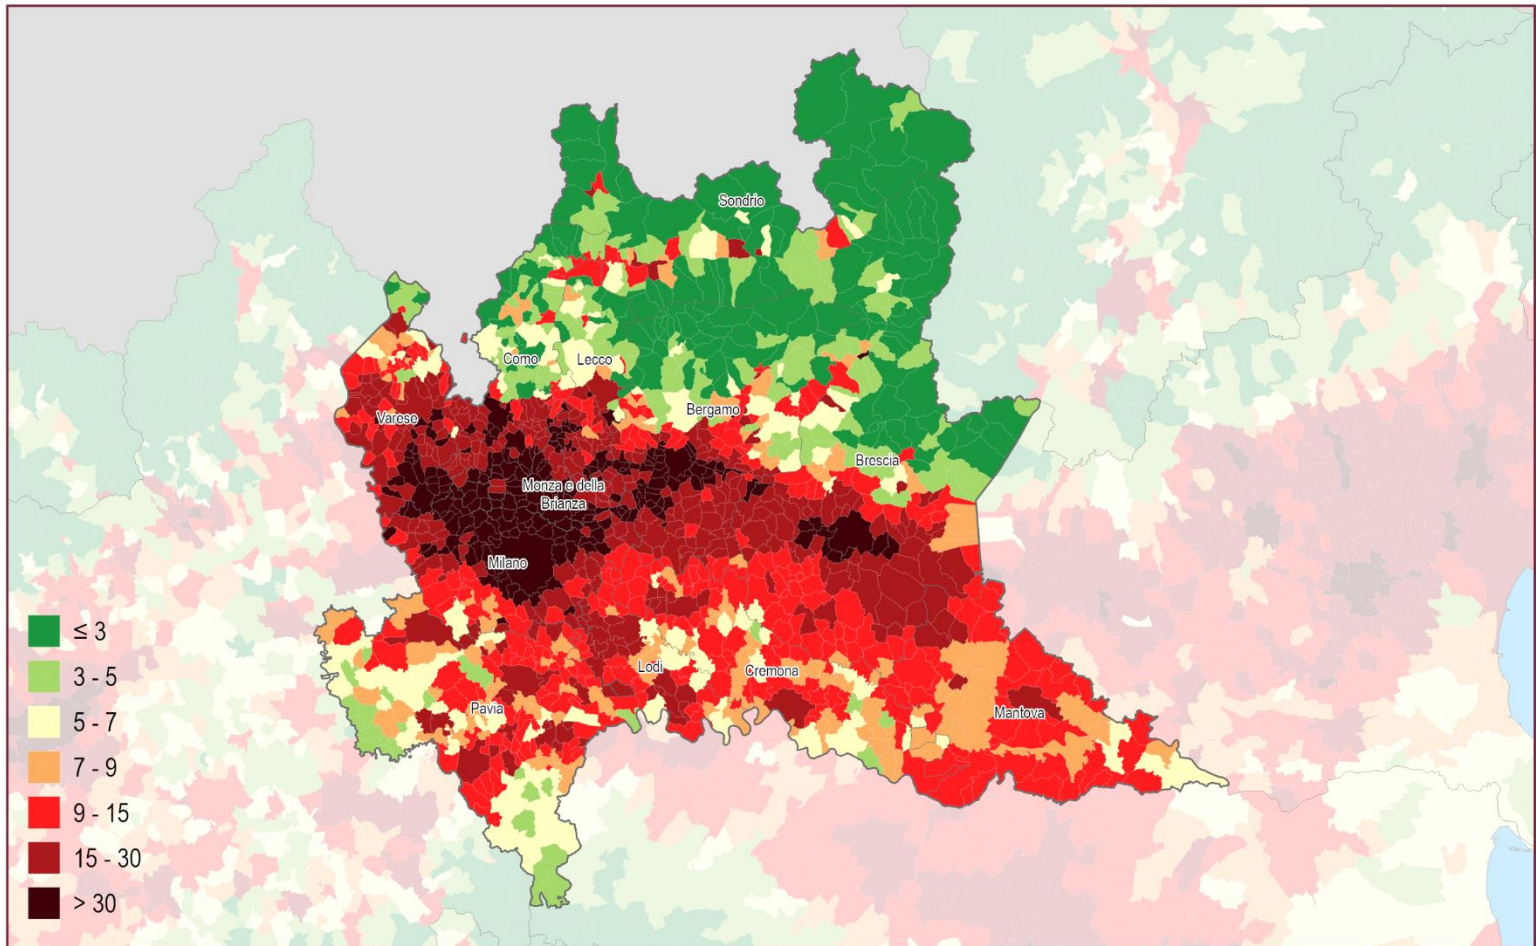 Sondrio
Como
Lecco
Varese
Bergamo
Brescia
Monza e della
Brianza
Milano
Lodi
Cremona
Pavia
Mantova
≤ 3
3 - 5
5 - 7
7 - 9
9 - 15
15 - 30
> 30